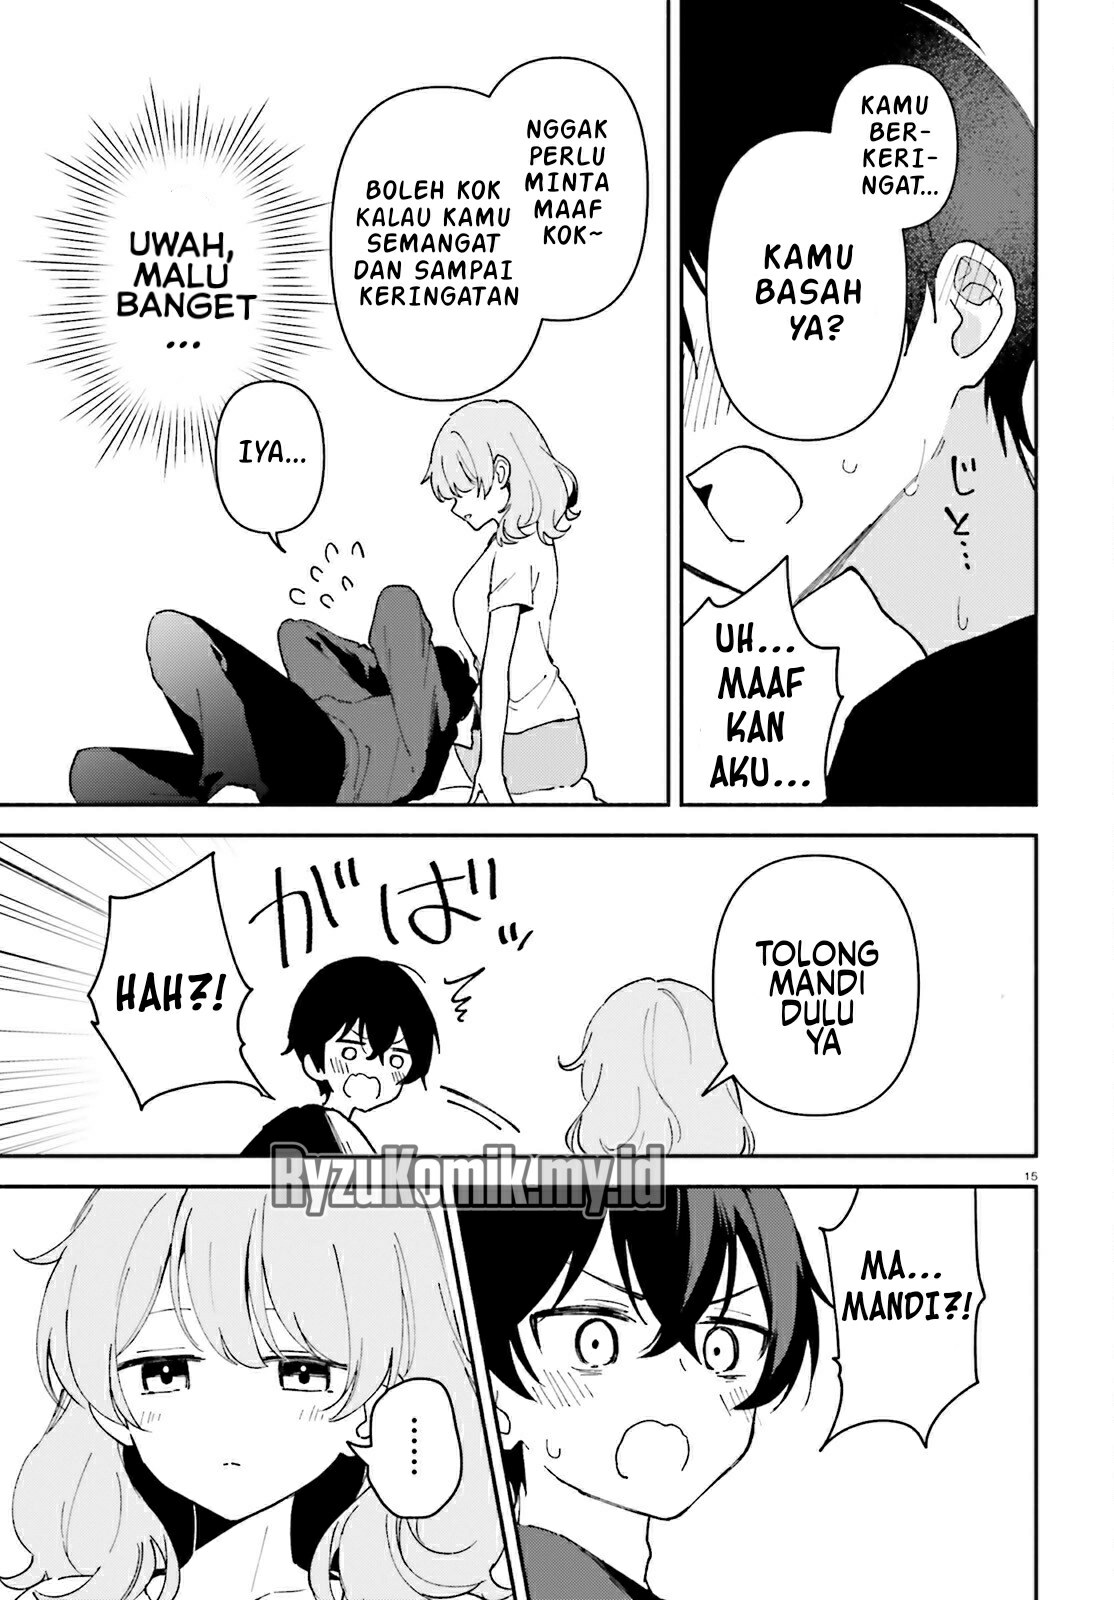 KAMU
BER-
KERI-
NGAT...
KAMU
BASAH
YA?
じと…
UH...
MAAF
KAN
AKU...
NGGAK
PERLU
MINTA
MAAF
KOK~
BOLEH KOK
KALAU KAMU
SEMANGAT
DAN SAMPAI
KERINGATAN
UWAH,
MALU
BANGET
...
IYA...
TOLONG
MANDI
DULU
YA
がばッ
HAH?!
RyzuKomik.my.id
15
MA...
MANDI?!
......